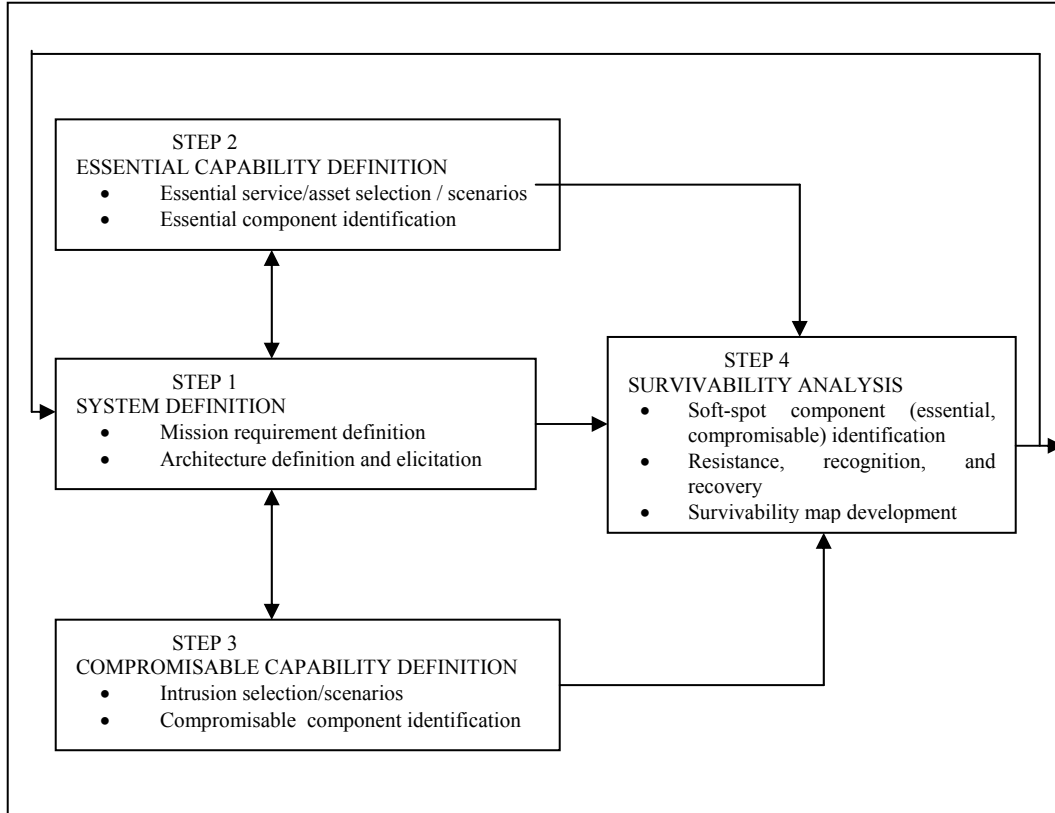 STEP 2
ESSENTIAL CAPABILITY DEFINITION
• Essential service/asset selection / scenarios
• Essential component identification
STEP 1
SYSTEM DEFINITION
• Mission requirement definition
• Architecture definition and elicitation
STEP 4
SURVIVABILITY ANALYSIS
• Soft-spot component (essential,
compromisable) identification
• Resistance, recognition, and
recovery
• Survivability map development
STEP 3
COMPROMISABLE CAPABILITY DEFINITION
• Intrusion selection/scenarios
• Compromisable component identification